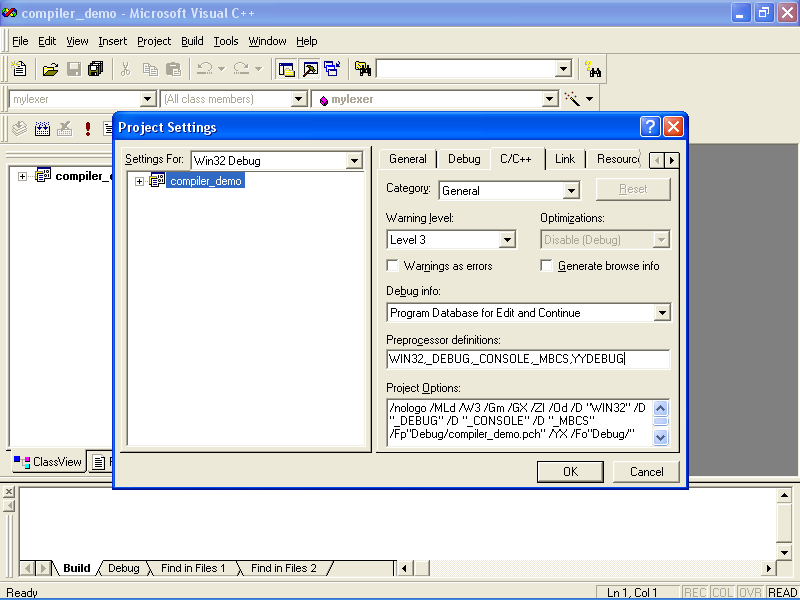 compiler_demo - Microsoft Visual C++
File Edit View Insert Project Build Tools Window Help
mylexer (All class members) mylexer
Project Settings
Settings For: Win32 Debug
compiler_demo
General Debug C/C++ Link
Category: General Reset
Warning level: Optimizations:
Level 3 Disable (Debug)
Warnings as errors Generate browse info
Debug info:
Program Database for Edit and Continue
Preprocessor definitions:
WIN32,_DEBUG,_CONSOLE,_MBCS,YYDEBUG
Project Options:
/nologo /MLd /W3 /Gm /GX /ZI /Od /D "WIN32" /D
"_DEBUG" /D "_CONSOLE" /D "_MBCS"
/Fp"Debug/compiler_demo.pch" /YX /Fo"Debug/"
OK Cancel
compiler_
ClassView
Build Debug Find in Files 1 Find in Files 2
Ready Ln 1, Col 1 REC COL OVR READ